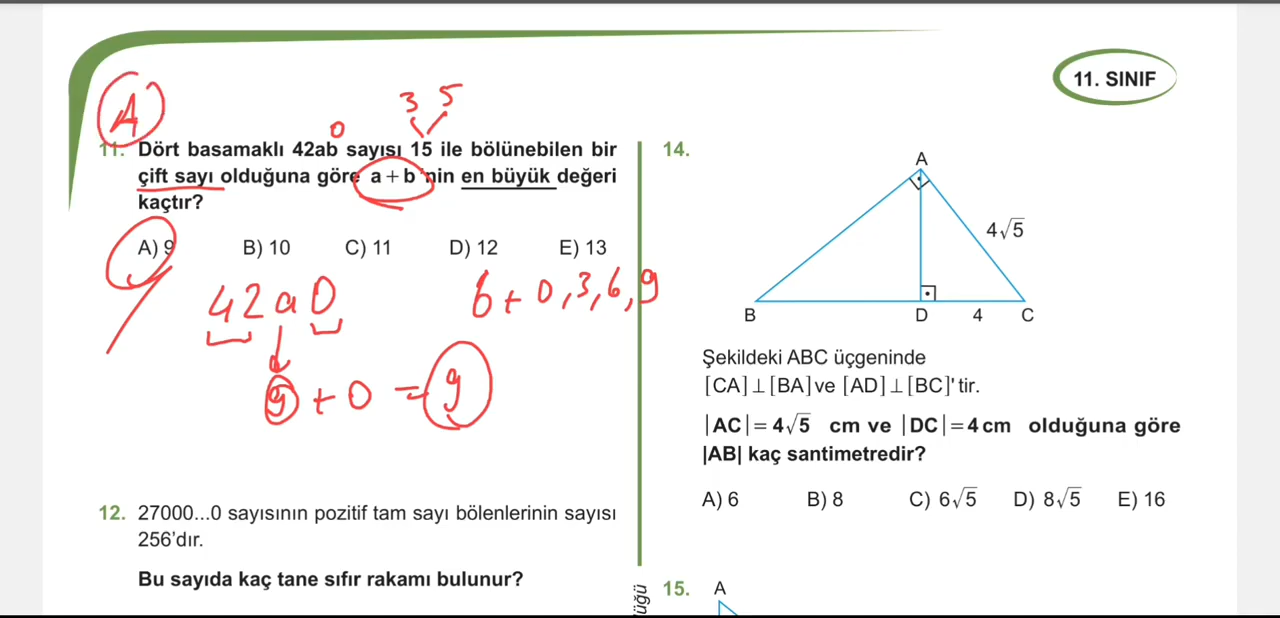 11. SINIF
A
3 5
0
11. Dört basamaklı 42ab sayısı 15 ile bölünebilen bir
çift sayı olduğuna göre a+b'nin en büyük değeri
kaçtır?
A) 9 B) 10 C) 11 D) 12 E) 13
42a0
6+0,3,6,9
9+0=9
12. 27000...0 sayısının pozitif tam sayı bölenlerinin sayısı
256'dır.
Bu sayıda kaç tane sıfır rakamı bulunur?
14.
A
4√5
B D 4 C
Şekildeki ABC üçgeninde
[CA]⊥[BA] ve [AD]⊥[BC]'tir.
|AC|=4√5 cm ve |DC|=4 cm olduğuna göre
|AB| kaç santimetredir?
A) 6 B) 8 C) 6√5 D) 8√5 E) 16
15. A